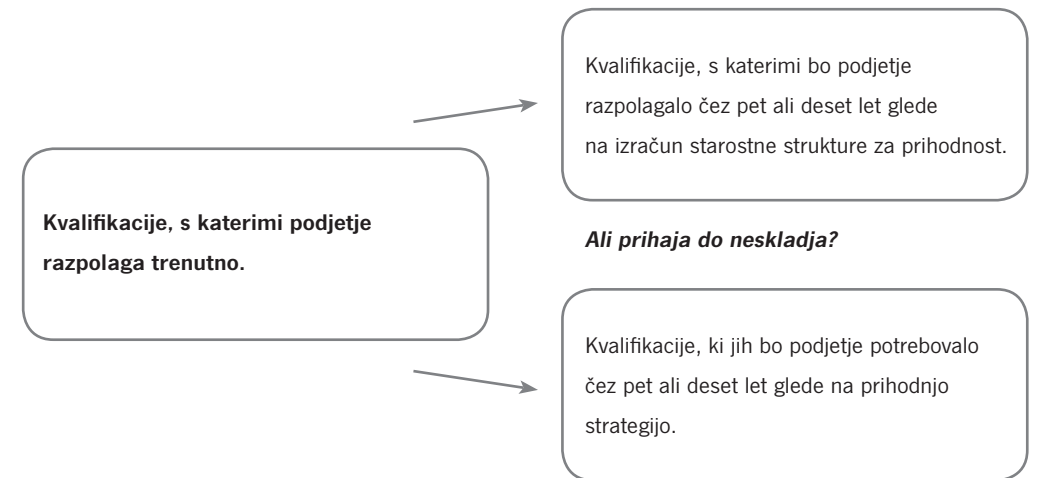 Kvalifikacije, s katerimi bo podjetje
razpolagalo čez pet ali deset let glede
na izračun starostne strukture za prihodnost.
Kvalifikacije, s katerimi podjetje
razpolaga trenutno.
Ali prihaja do neskladja?
Kvalifikacije, ki jih bo podjetje potrebovalo
čez pet ali deset let glede na prihodnjo
strategijo.